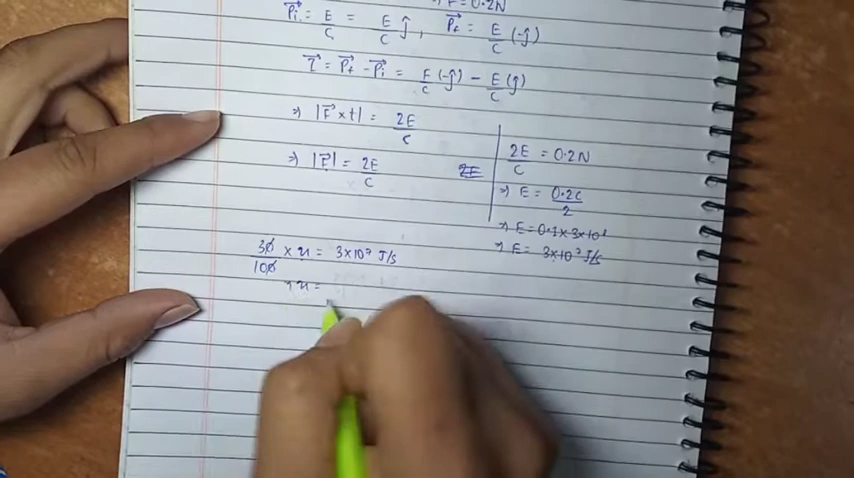 F = 0.2N
P⃗i = E/C = E/C ĵ, P⃗f = E/C (-ĵ)
I⃗ = P⃗f - P⃗i = E/C (-ĵ) - E/C (ĵ)
⇒ |F⃗ × t| = 2E/C
⇒ |F⃗| = 2E/C
2E/C = 0.2N
⇒ E = 0.2C/2
⇒ E = 0.1 × 3 × 10⁸
⇒ E = 3 × 10⁷ J/s
30/100 × x = 3 × 10⁷ J/s
x =